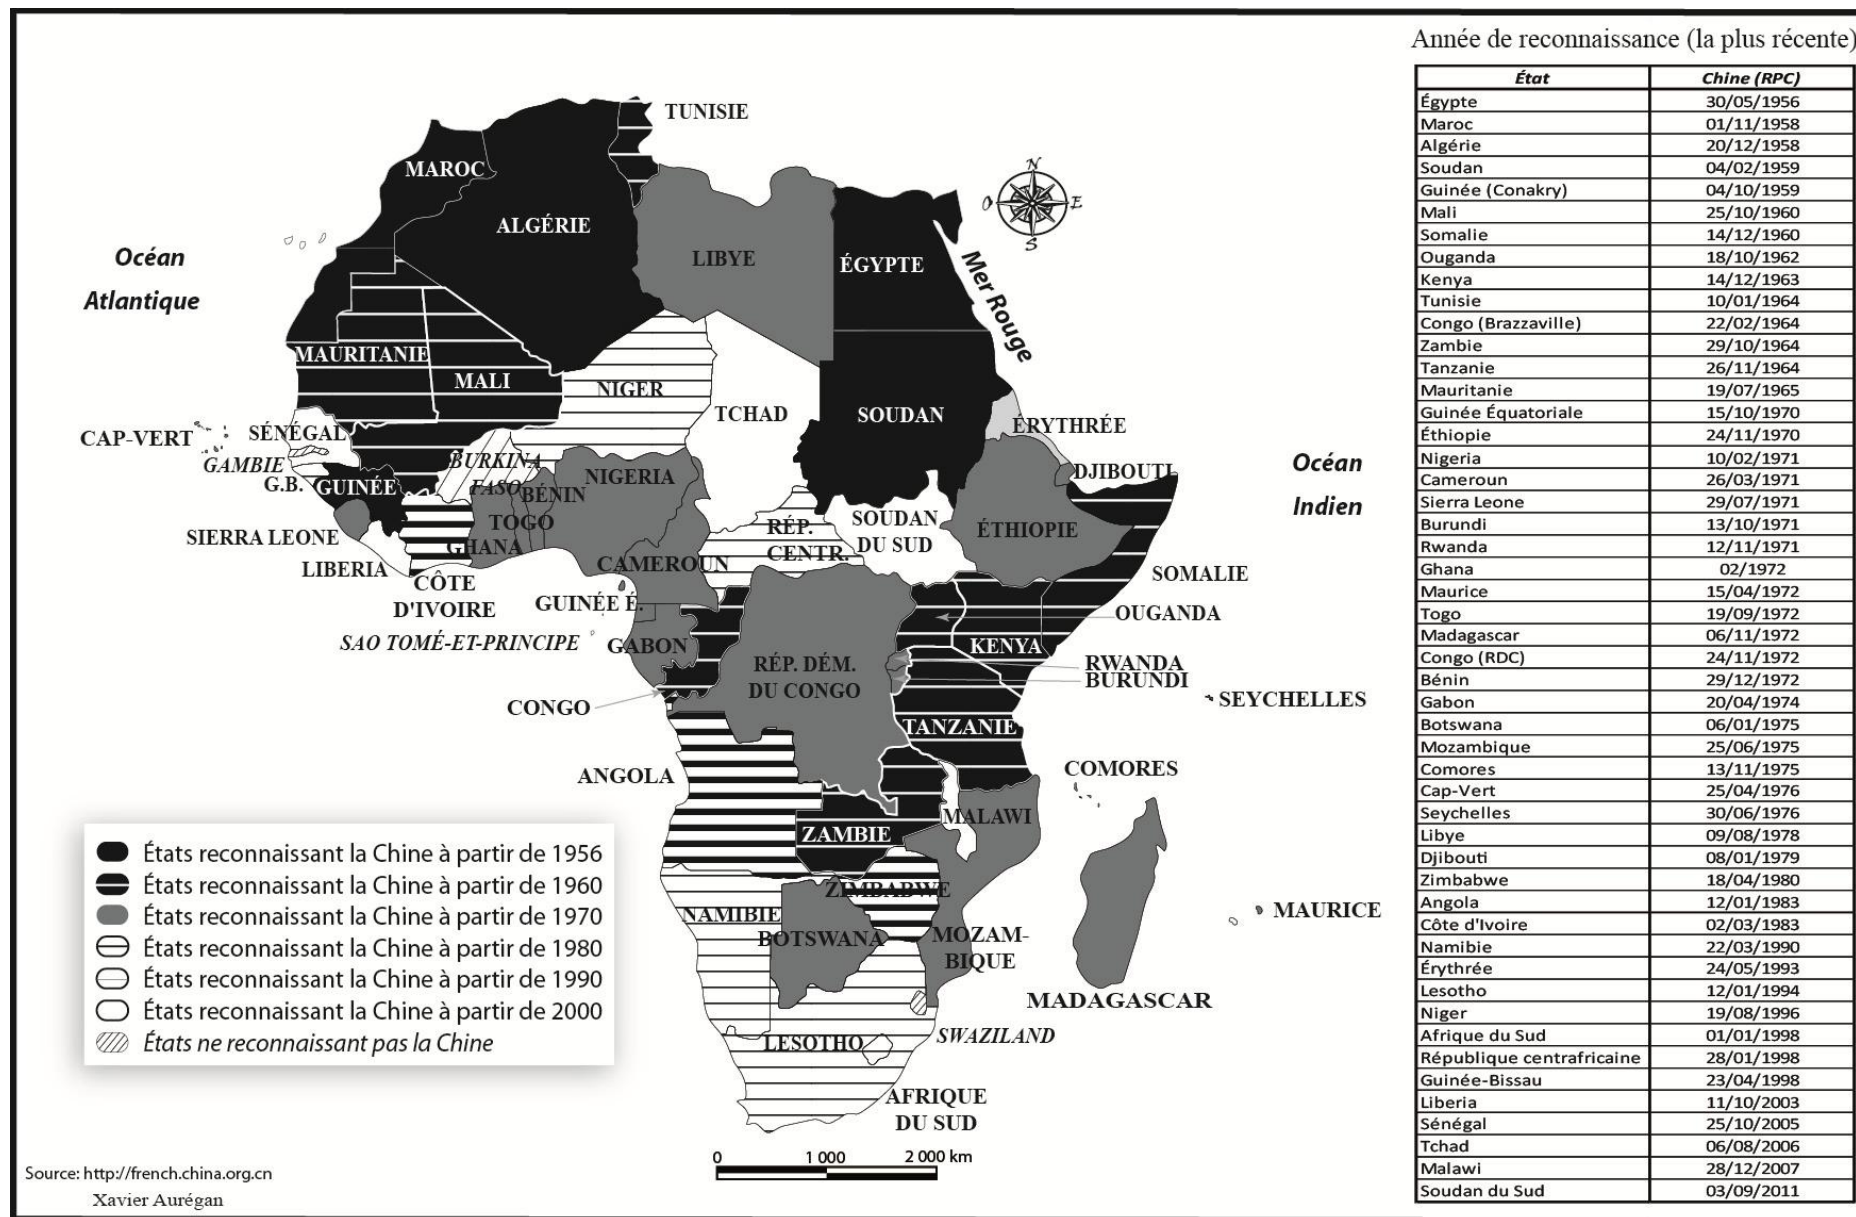 Année de reconnaissance (la plus récente)
État Chine (RPC)
Égypte 30/05/1956
Maroc 01/11/1958
Algérie 20/12/1958
Soudan 04/02/1959
Guinée (Conakry) 04/10/1959
Mali 25/10/1960
Somalie 14/12/1960
Ouganda 18/10/1962
Kenya 14/12/1963
Tunisie 10/01/1964
Congo (Brazzaville) 22/02/1964
Zambie 29/10/1964
Tanzanie 26/11/1964
Mauritanie 19/07/1965
Guinée Équatoriale 15/10/1970
Éthiopie 24/11/1970
Nigeria 10/02/1971
Cameroun 26/03/1971
Sierra Leone 29/07/1971
Burundi 13/10/1971
Rwanda 12/11/1971
Ghana 02/1972
Maurice 15/04/1972
Togo 19/09/1972
Madagascar 06/11/1972
Congo (RDC) 24/11/1972
Bénin 29/12/1972
Gabon 20/04/1974
Botswana 06/01/1975
Mozambique 25/06/1975
Comores 13/11/1975
Cap-Vert 25/04/1976
Seychelles 30/06/1976
Libye 09/08/1978
Djibouti 08/01/1979
Zimbabwe 18/04/1980
Angola 12/01/1983
Côte d'Ivoire 02/03/1983
Namibie 22/03/1990
Érythrée 24/05/1993
Lesotho 12/01/1994
Niger 19/08/1996
Afrique du Sud 01/01/1998
République centrafricaine 28/01/1998
Guinée-Bissau 23/04/1998
Liberia 11/10/2003
Sénégal 25/10/2005
Tchad 06/08/2006
Malawi 28/12/2007
Soudan du Sud 03/09/2011
TUNISIE
MAROC
ALGÉRIE
LIBYE
ÉGYPTE
N
O
E
S
Océan
Atlantique
Mer Rouge
MAURITANIE
MALI
NIGER
TCHAD
SOUDAN
ÉRYTHRÉE
CAP-VERT
SÉNÉGAL
GAMBIE
G.B.
GUINÉE
BURKINA
FASO
BÉNIN
NIGERIA
DJIBOUTI
Océan
Indien
SIERRA LEONE
LIBERIA
CÔTE
D'IVOIRE
GHANA
TOGO
CAMEROUN
RÉP.
CENTR.
SOUDAN
DU SUD
ÉTHIOPIE
SOMALIE
GUINÉE É.
SAO TOMÉ-ET-PRINCIPE
GABON
CONGO
RÉP. DÉM.
DU CONGO
OUGANDA
KENYA
RWANDA
BURUNDI
TANZANIE
SEYCHELLES
ANGOLA
ZAMBIE
MALAWI
COMORES
ZIMBABWE
NAMIBIE
BOTSWANA
MOZAM-
BIQUE
MAURICE
MADAGASCAR
SWAZILAND
LESOTHO
AFRIQUE
DU SUD
États reconnaissant la Chine à partir de 1956
États reconnaissant la Chine à partir de 1960
États reconnaissant la Chine à partir de 1970
États reconnaissant la Chine à partir de 1980
États reconnaissant la Chine à partir de 1990
États reconnaissant la Chine à partir de 2000
États ne reconnaissant pas la Chine
0 1 000 2 000 km
Source: http://french.china.org.cn
Xavier Aurégan